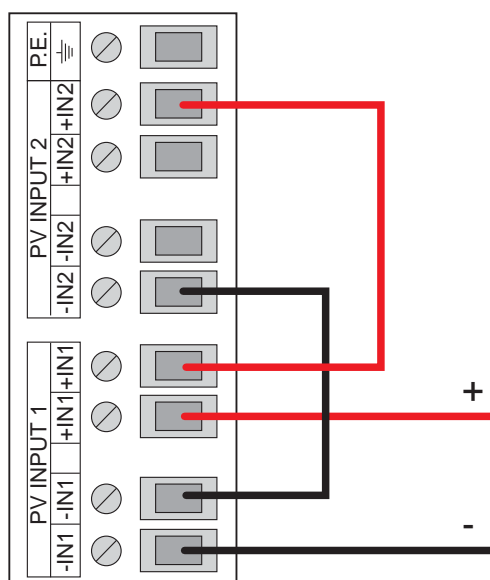 P.E.
PV INPUT 2
+IN2
+IN2
-IN2
-IN2
PV INPUT 1
+IN1
+IN1
-IN1
-IN1
+
-